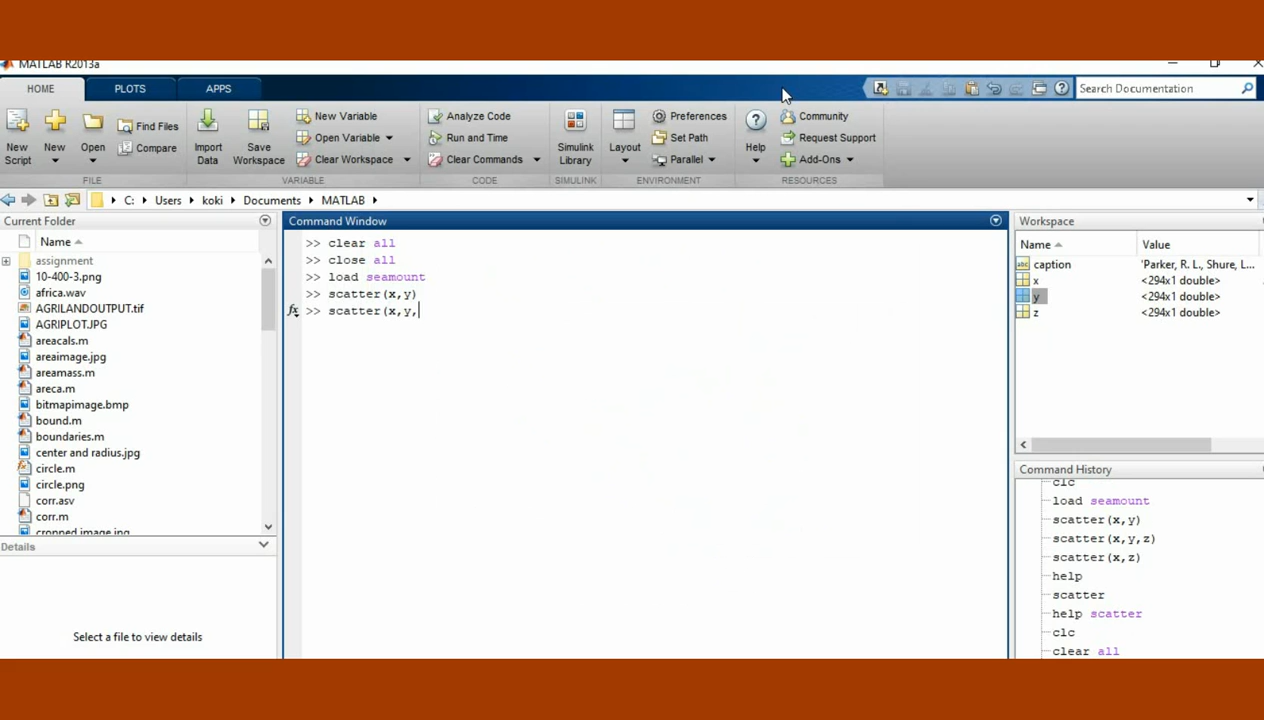 MATLAB R2013a
HOME PLOTS APPS
Search Documentation
New Script
New
Open
Find Files
Compare
Import Data
Save Workspace
New Variable
Open Variable
Clear Workspace
Analyze Code
Run and Time
Clear Commands
Simulink Library
Layout
Preferences
Set Path
Parallel
Help
Community
Request Support
Add-Ons
FILE VARIABLE CODE SIMULINK ENVIRONMENT RESOURCES
C: Users koki Documents MATLAB
Current Folder
Name
assignment
10-400-3.png
africa.wav
AGRILANDOUTPUT.tif
AGRIPLOT.JPG
areacals.m
areaimage.jpg
areamass.m
areca.m
bitmapimage.bmp
bound.m
boundaries.m
center and radius.jpg
circle.m
circle.png
corr.asv
corr.m
cropped image.jpg
Details
Select a file to view details
Command Window
>> clear all
>> close all
>> load seamount
>> scatter(x,y)
fx >> scatter(x,y,
Workspace
Name Value
caption 'Parker, R. L., Shure, L...
x <294x1 double>
y <294x1 double>
z <294x1 double>
Command History
clc
load seamount
scatter(x,y)
scatter(x,y,z)
scatter(x,z)
help
scatter
help scatter
clc
clear all